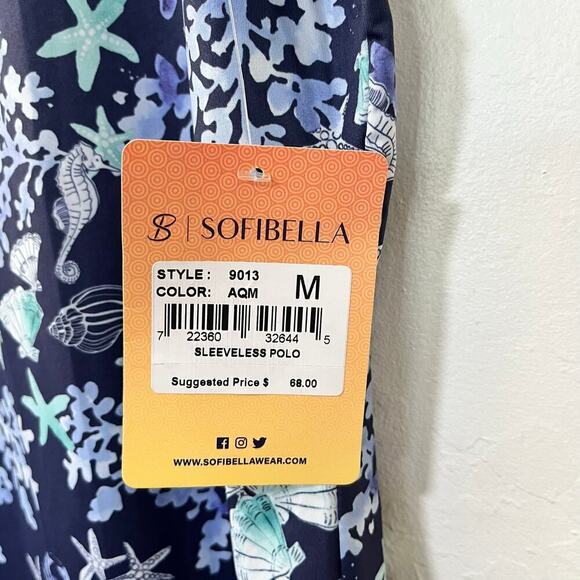 B | SOFIBELLA
STYLE: 9013
COLOR: AQM M
7 22360 32644 5
SLEEVELESS POLO
Suggested Price $ 68.00
WWW.SOFIBELLAWEAR.COM